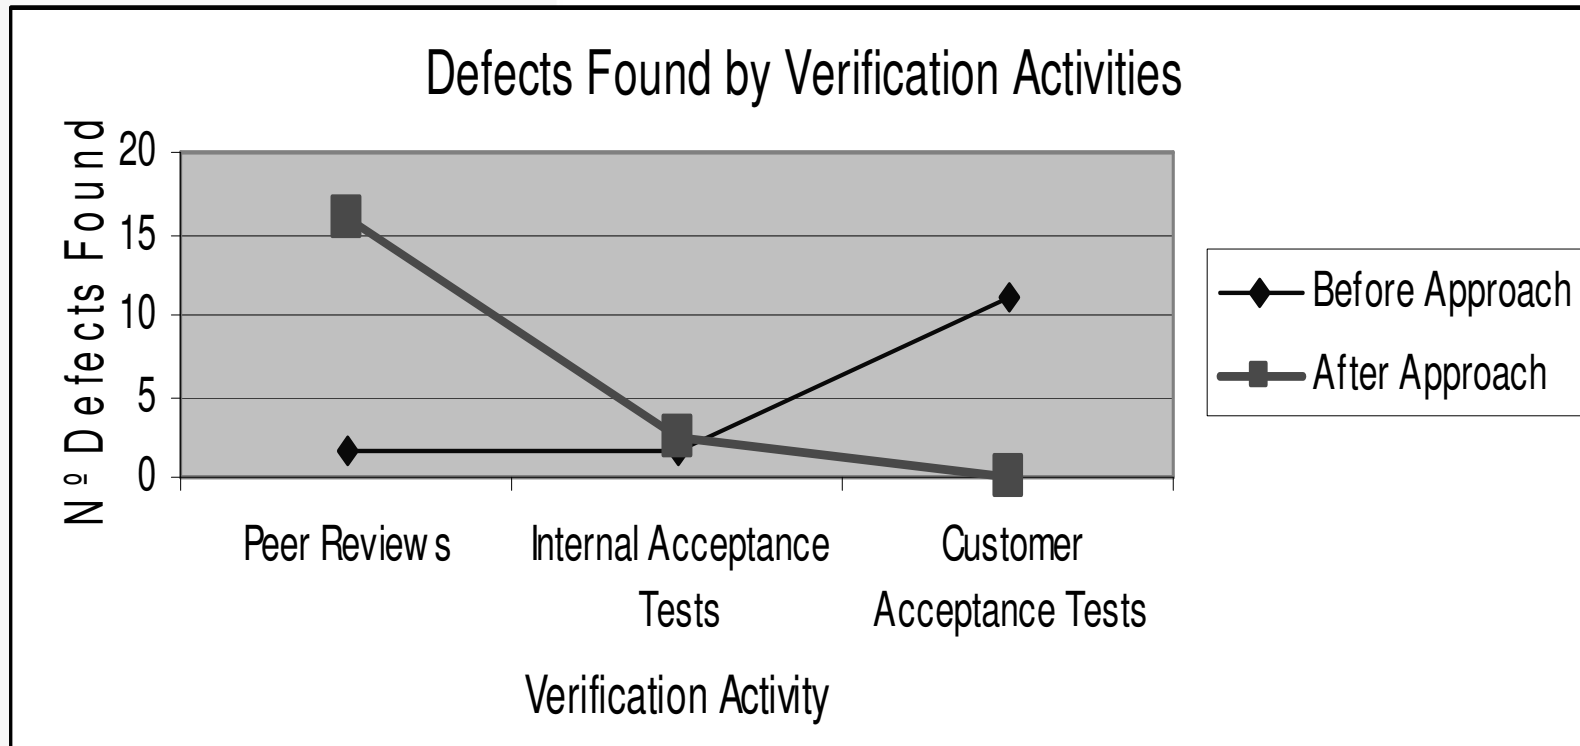 Defects Found by Verification Activities
Nº Defects Found
20
15
10
5
0
Peer Reviews
Internal Acceptance
Tests
Customer
Acceptance Tests
Verification Activity
Before Approach
After Approach